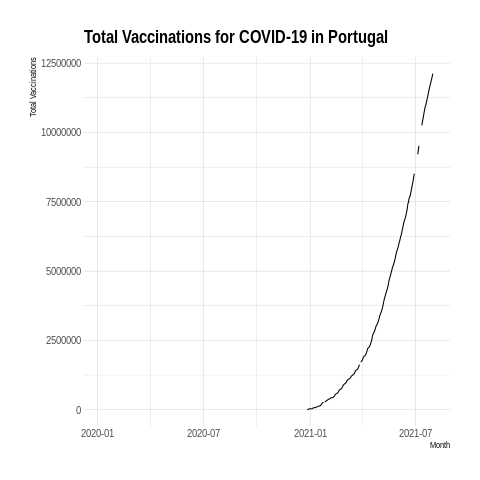 Total Vaccinations for COVID-19 in Portugal
Total Vaccinations
12500000
10000000
7500000
5000000
2500000
0
2020-01 2020-07 2021-01 2021-07
Month